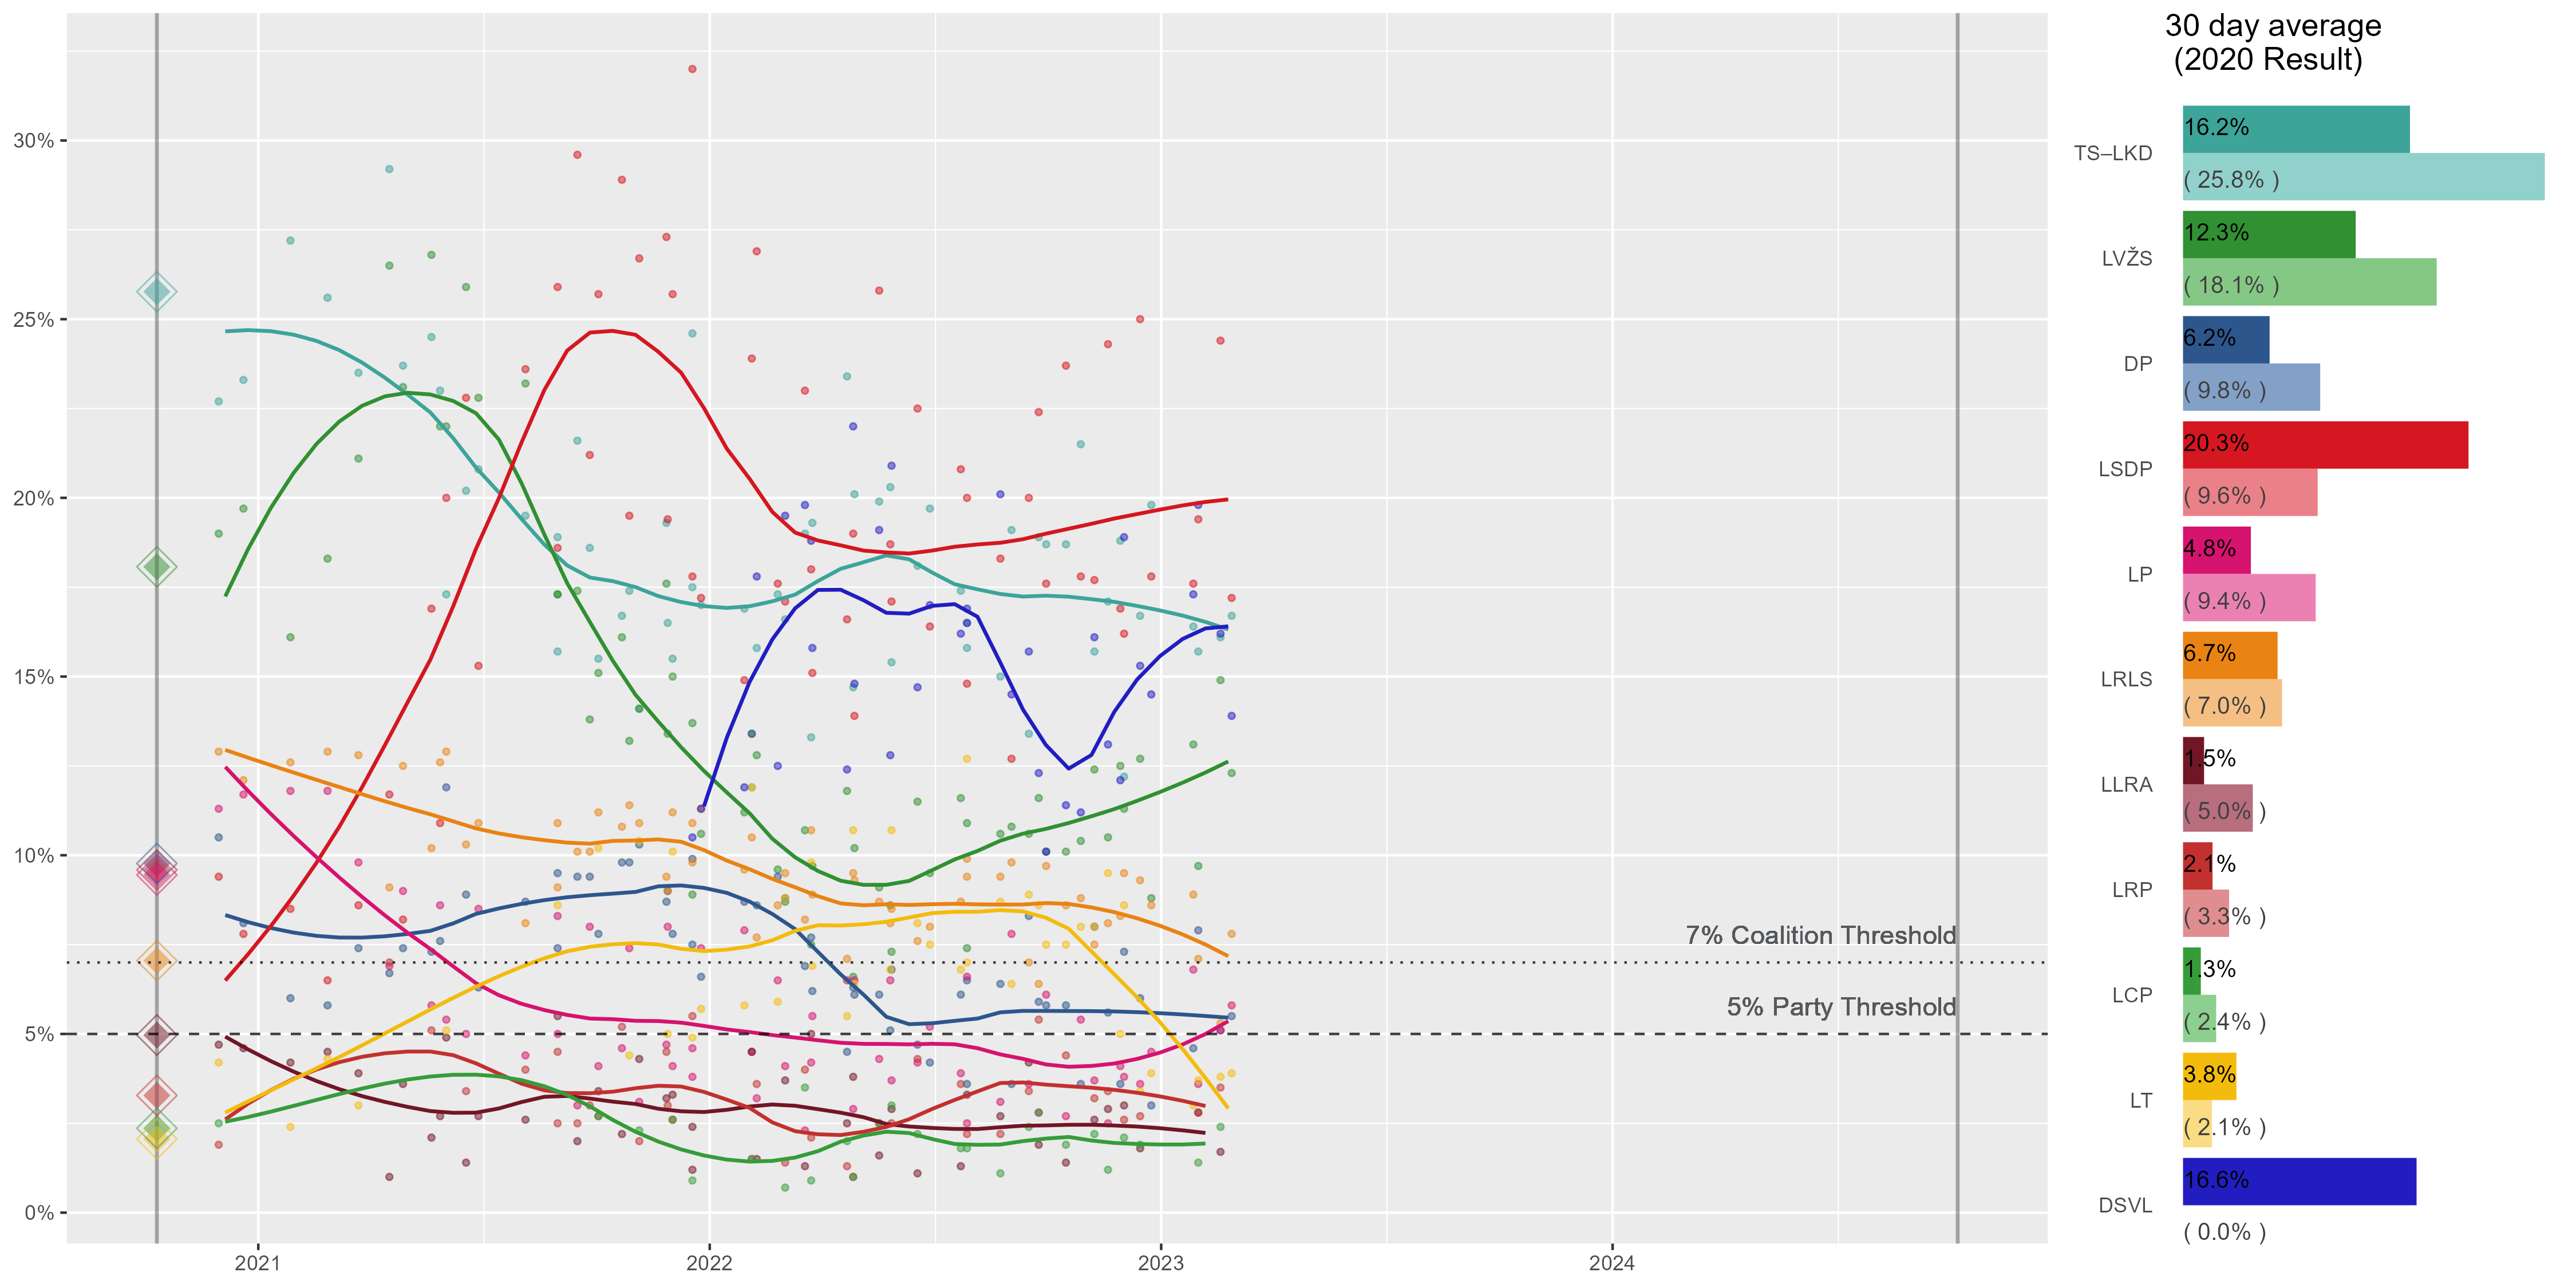 30 day average
(2020 Result)
30%
25%
20%
15%
10%
5%
0%
7% Coalition Threshold
5% Party Threshold
2021
2022
2023
2024
TS–LKD
16.2%
( 25.8% )
LVŽS
12.3%
( 18.1% )
DP
6.2%
( 9.8% )
LSDP
20.3%
( 9.6% )
LP
4.8%
( 9.4% )
LRLS
6.7%
( 7.0% )
LLRA
1.5%
( 5.0% )
LRP
2.1%
( 3.3% )
LCP
1.3%
( 2.4% )
LT
3.8%
( 2.1% )
DSVL
16.6%
( 0.0% )